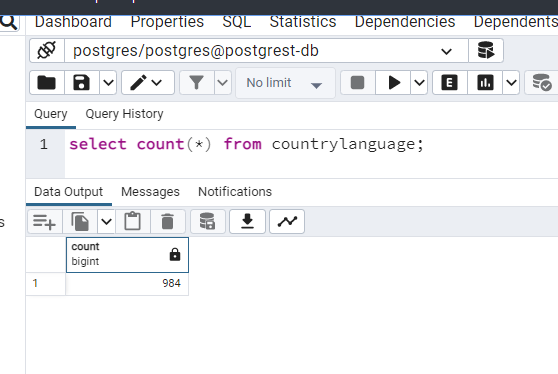 Dashboard Properties SQL Statistics Dependencies Dependents
postgres/postgres@postgrest-db
No limit
E
Query Query History
1 select count(*) from countrylanguage;
Data Output Messages Notifications
count
bigint
1 984
s